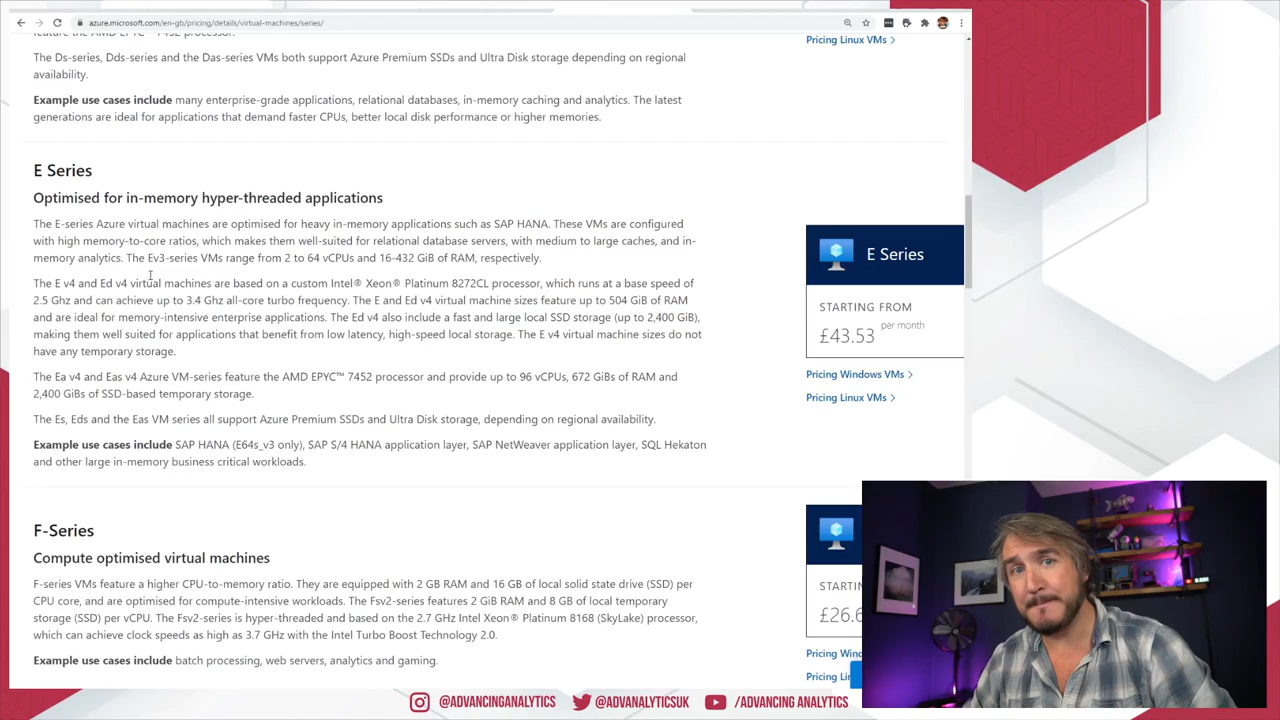 azure.microsoft.com/en-gb/pricing/details/virtual-machines/series/
feature the AMD EPYC™ 7452 processor.
Pricing Linux VMs >
The Ds-series, Dds-series and the Das-series VMs both support Azure Premium SSDs and Ultra Disk storage depending on regional
availability.
Example use cases include many enterprise-grade applications, relational databases, in-memory caching and analytics. The latest
generations are ideal for applications that demand faster CPUs, better local disk performance or higher memories.
E Series
Optimised for in-memory hyper-threaded applications
The E-series Azure virtual machines are optimised for heavy in-memory applications such as SAP HANA. These VMs are configured
with high memory-to-core ratios, which makes them well-suited for relational database servers, with medium to large caches, and in-
memory analytics. The Ev3-series VMs range from 2 to 64 vCPUs and 16-432 GiB of RAM, respectively.
The E v4 and Ed v4 virtual machines are based on a custom Intel® Xeon® Platinum 8272CL processor, which runs at a base speed of
2.5 Ghz and can achieve up to 3.4 Ghz all-core turbo frequency. The E and Ed v4 virtual machine sizes feature up to 504 GiB of RAM
and are ideal for memory-intensive enterprise applications. The Ed v4 also include a fast and large local SSD storage (up to 2,400 GiB),
making them well suited for applications that benefit from low latency, high-speed local storage. The E v4 virtual machine sizes do not
have any temporary storage.
The Ea v4 and Eas v4 Azure VM-series feature the AMD EPYC™ 7452 processor and provide up to 96 vCPUs, 672 GiBs of RAM and
2,400 GiBs of SSD-based temporary storage.
The Es, Eds and the Eas VM series all support Azure Premium SSDs and Ultra Disk storage, depending on regional availability.
Example use cases include SAP HANA (E64s_v3 only), SAP S/4 HANA application layer, SAP NetWeaver application layer, SQL Hekaton
and other large in-memory business critical workloads.
E Series
STARTING FROM
£43.53 per month
Pricing Windows VMs >
Pricing Linux VMs >
F-Series
Compute optimised virtual machines
F-series VMs feature a higher CPU-to-memory ratio. They are equipped with 2 GB RAM and 16 GB of local solid state drive (SSD) per
CPU core, and are optimised for compute-intensive workloads. The Fsv2-series features 2 GiB RAM and 8 GB of local temporary
storage (SSD) per vCPU. The Fsv2-series is hyper-threaded and based on the 2.7 GHz Intel Xeon® Platinum 8168 (SkyLake) processor,
which can achieve clock speeds as high as 3.7 GHz with the Intel Turbo Boost Technology 2.0.
Example use cases include batch processing, web servers, analytics and gaming.
STARTIN
£26.6
Pricing Wind
Pricing Li
@ADVANCINGANALYTICS
@ADVANALYTICSUK
/ADVANCING ANALYTICS